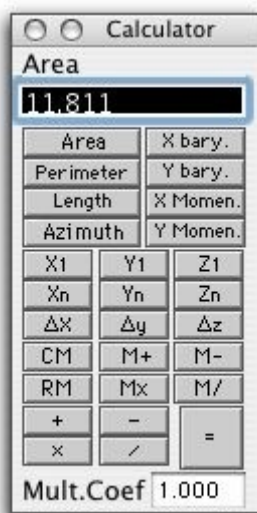 Calculator
Area
11.811
Area X bary.
Perimeter Y bary.
Length X Momen.
Azimuth Y Momen.
X1 Y1 Z1
Xn Yn Zn
ΔX Δy Δz
CM M+ M-
RM Mx M/
+ -
=
× /
Mult.Coef 1.000